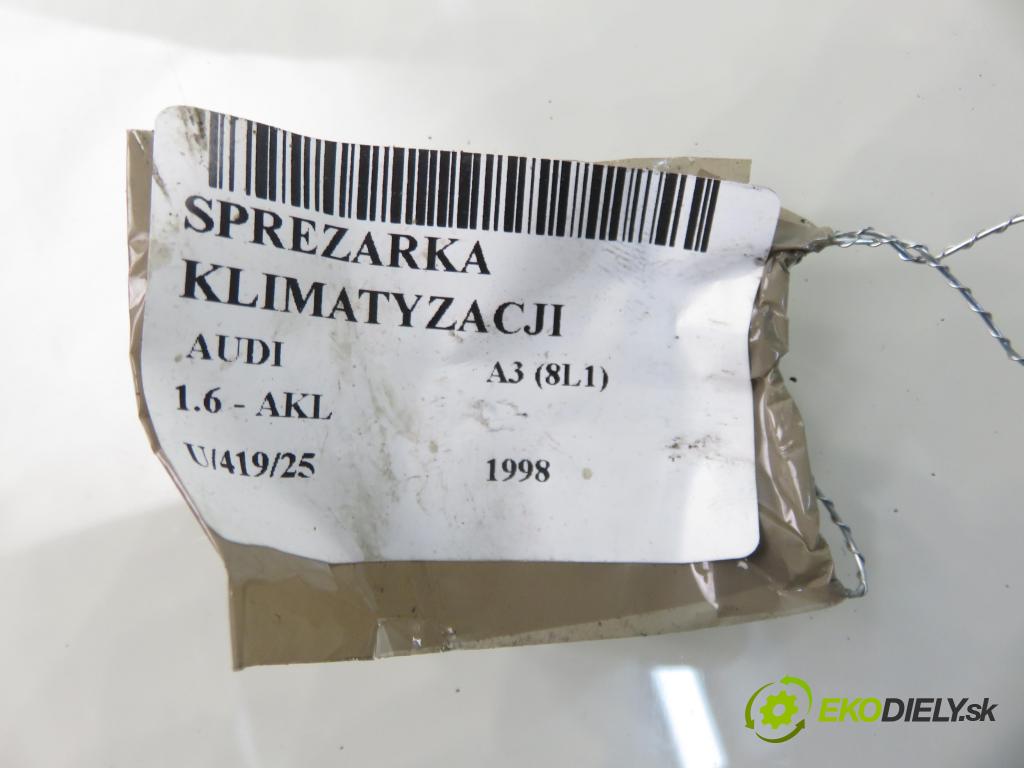 SPREZARKA
KLIMATYZACJI
AUDI A3 (8L1)
1.6 - AKL
U/419/25 1998
EKODIELY.sk